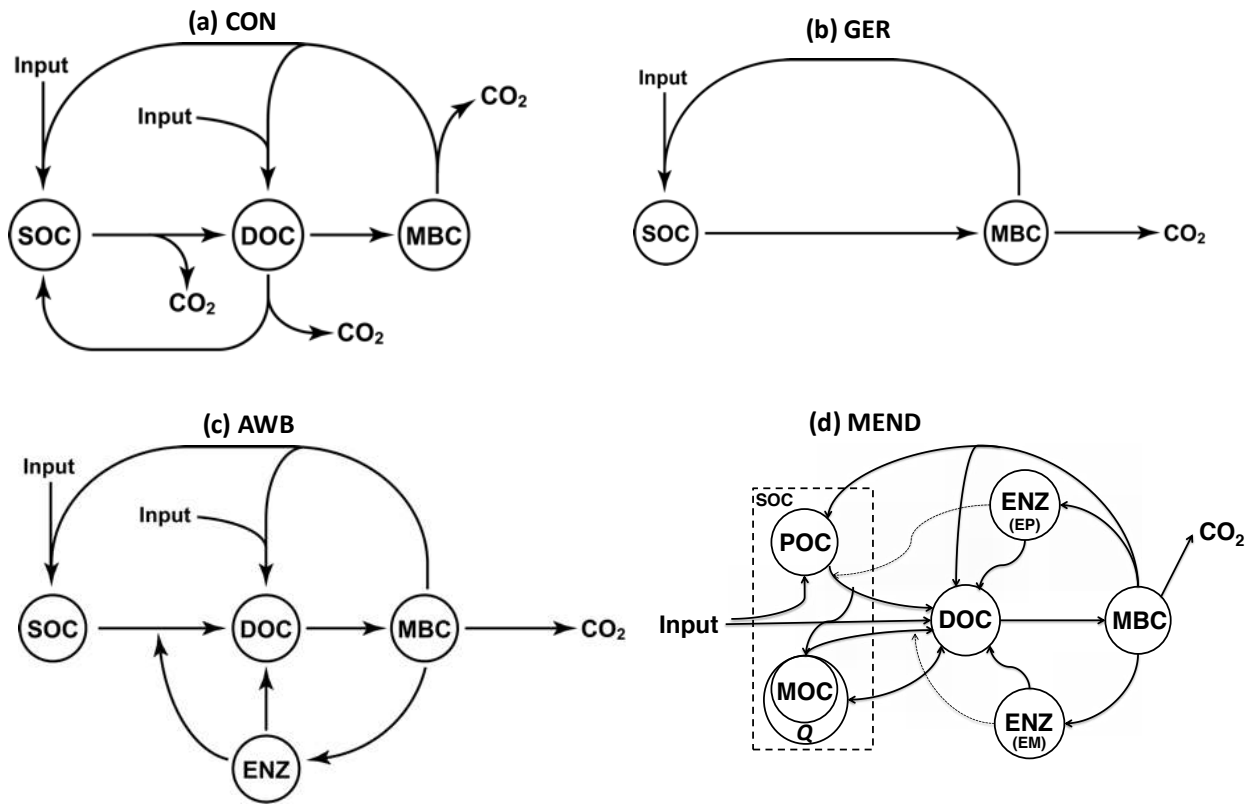 (a) CON
Input
Input
CO₂
SOC
DOC
MBC
CO₂
CO₂
(b) GER
Input
SOC
MBC
CO₂
(c) AWB
Input
Input
SOC
DOC
MBC
CO₂
ENZ
(d) MEND
SOC
ENZ
(EP)
POC
CO₂
Input
DOC
MBC
MOC
Q
ENZ
(EM)